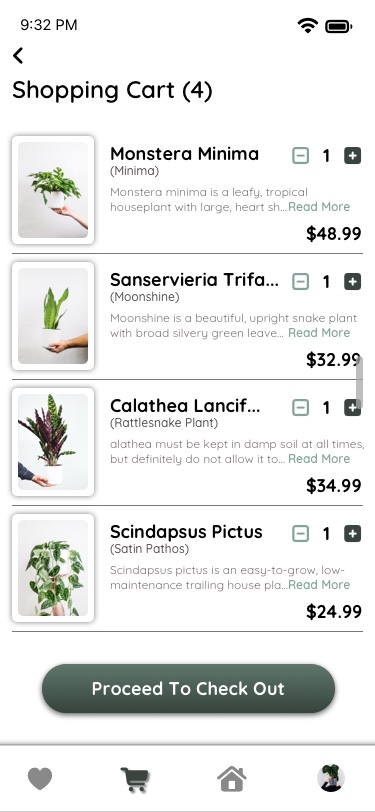 9:32 PM
Shopping Cart (4)
Monstera Minima
1
(Minima)
Monstera minima is a leafy, tropical
houseplant with large, heart sh...Read More
$48.99
Sanservieria Trifa...
1
(Moonshine)
Moonshine is a beautiful, upright snake plant
with broad silvery green leave... Read More
$32.99
Calathea Lancif...
1
(Rattlesnake Plant)
alathea must be kept in damp soil at all times,
but definitely do not allow it to... Read More
$34.99
Scindapsus Pictus
1
(Satin Pathos)
Scindapsus pictus is an easy-to-grow, low-
maintenance trailing house pla...Read More
$24.99
Proceed To Check Out